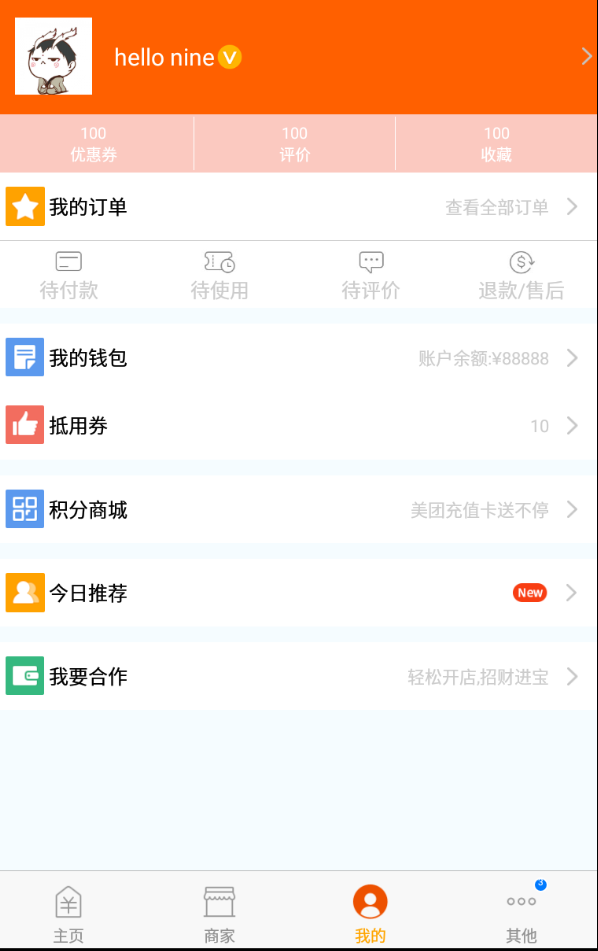 hello nine V
100 100 100
优惠券 评价 收藏
我的订单 查看全部订单
待付款 待使用 待评价 退款/售后
我的钱包 账户余额:¥88888
抵用券 10
积分商城 美团充值卡送不停
今日推荐 New
我要合作 轻松开店,招财进宝
3
主页 商家 我的 其他